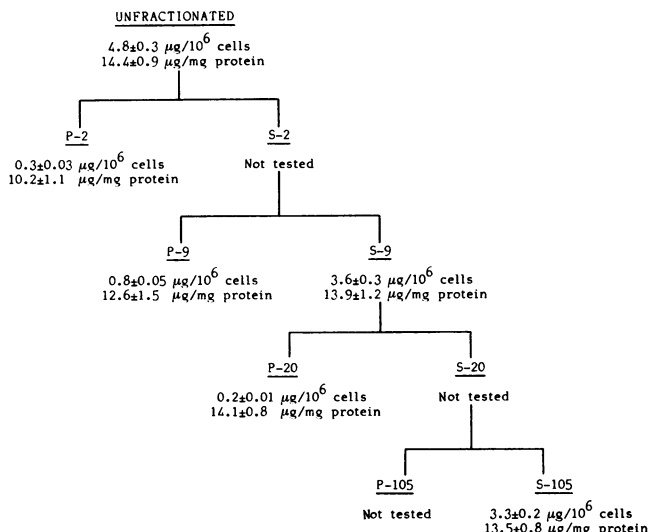 UNFRACTIONATED
4.8±0.3 µg/10⁶ cells
14.4±0.9 µg/mg protein
P-2
S-2
0.3±0.03 µg/10⁶ cells
10.2±1.1 µg/mg protein
Not tested
P-9
S-9
0.8±0.05 µg/10⁶ cells
12.6±1.5 µg/mg protein
3.6±0.3 µg/10⁶ cells
13.9±1.2 µg/mg protein
P-20
S-20
0.2±0.01 µg/10⁶ cells
14.1±0.8 µg/mg protein
Not tested
P-105
S-105
Not tested
3.3±0.2 µg/10⁶ cells
13.5±0.8 µg/mg protein